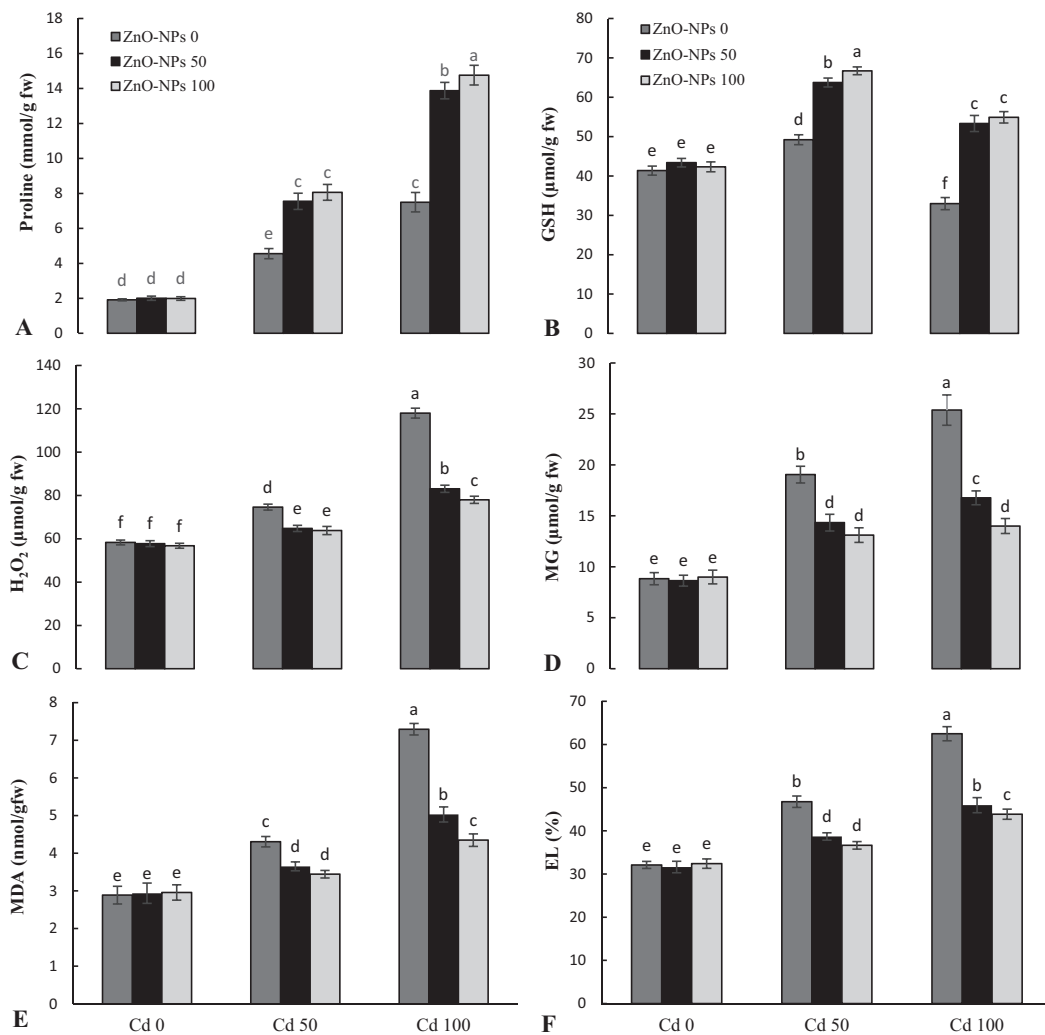 Proline (mmol/g fw)
18
16
14
12
10
8
6
4
2
0
ZnO-NPs 0
ZnO-NPs 50
ZnO-NPs 100
d
d
d
e
c
c
c
b
a
A
GSH (µmol/g fw)
80
70
60
50
40
30
20
10
0
ZnO-NPs 0
ZnO-NPs 50
ZnO-NPs 100
e
e
e
d
b
a
f
c
c
B
H₂O₂ (µmol/g fw)
140
120
100
80
60
40
20
0
f
f
f
d
e
e
a
b
c
C
MG (µmol/g fw)
30
25
20
15
10
5
0
e
e
e
b
d
d
a
c
d
D
MDA (nmol/gfw)
8
7
6
5
4
3
2
1
0
e
e
e
c
d
d
a
b
c
E
Cd 0
Cd 50
Cd 100
EL (%)
70
60
50
40
30
20
10
0
e
e
e
b
d
d
a
b
c
F
Cd 0
Cd 50
Cd 100